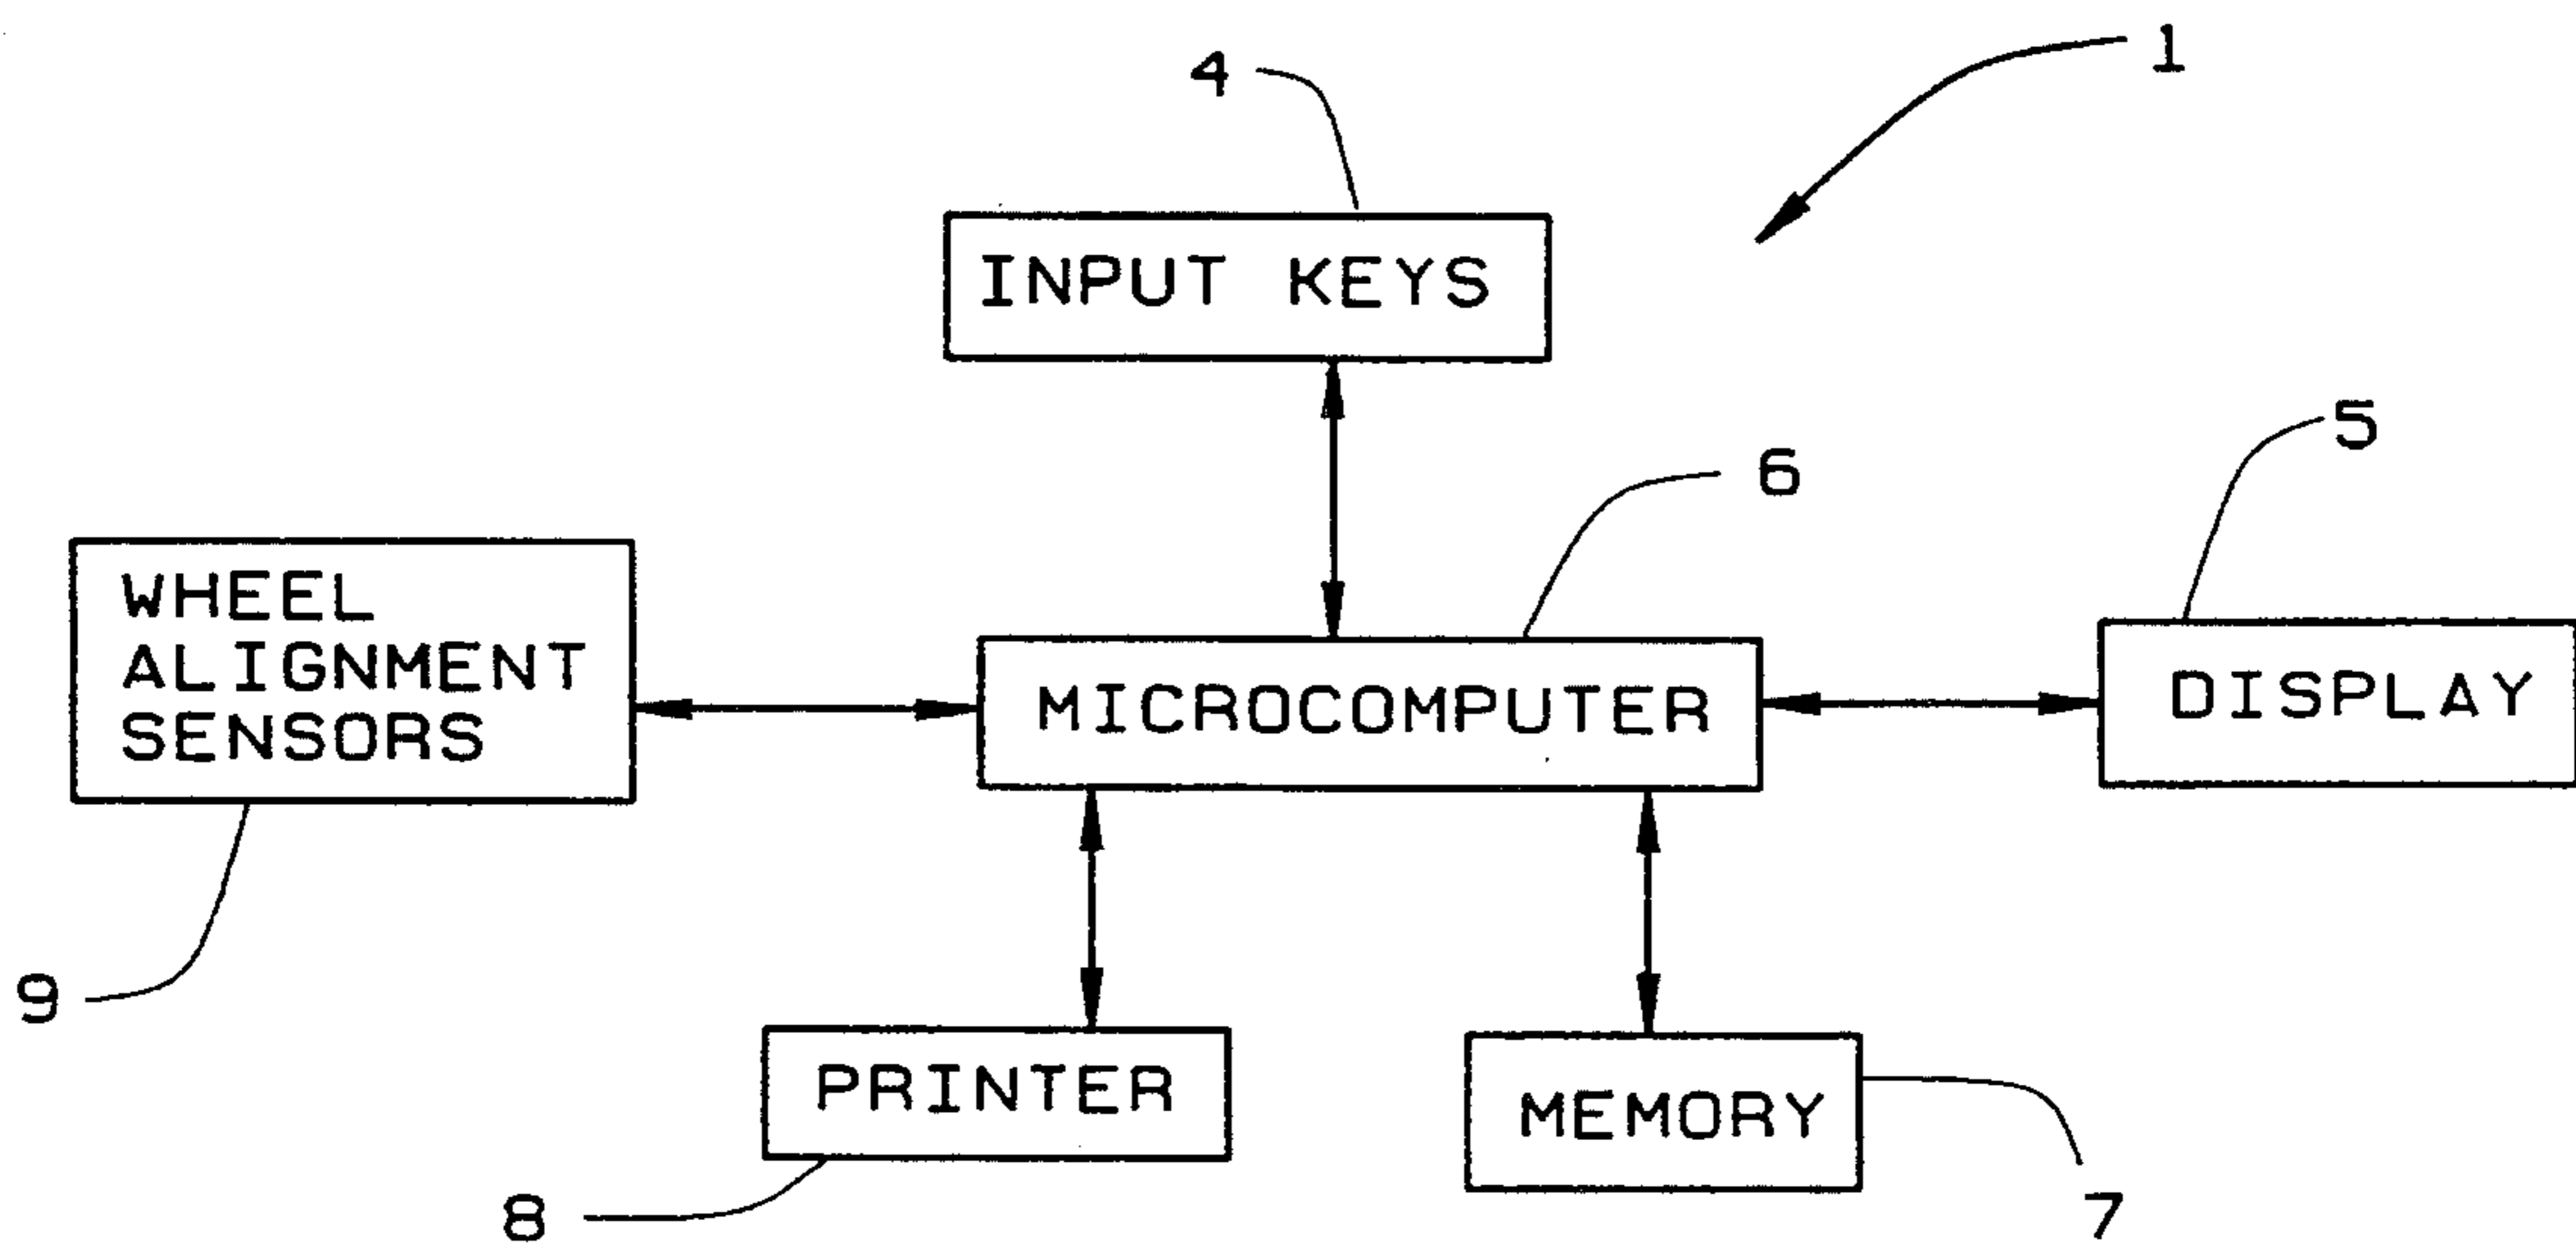 1
4
INPUT KEYS
5
6
WHEEL
ALIGNMENT
SENSORS
MICROCOMPUTER
DISPLAY
9
PRINTER
MEMORY
8
7